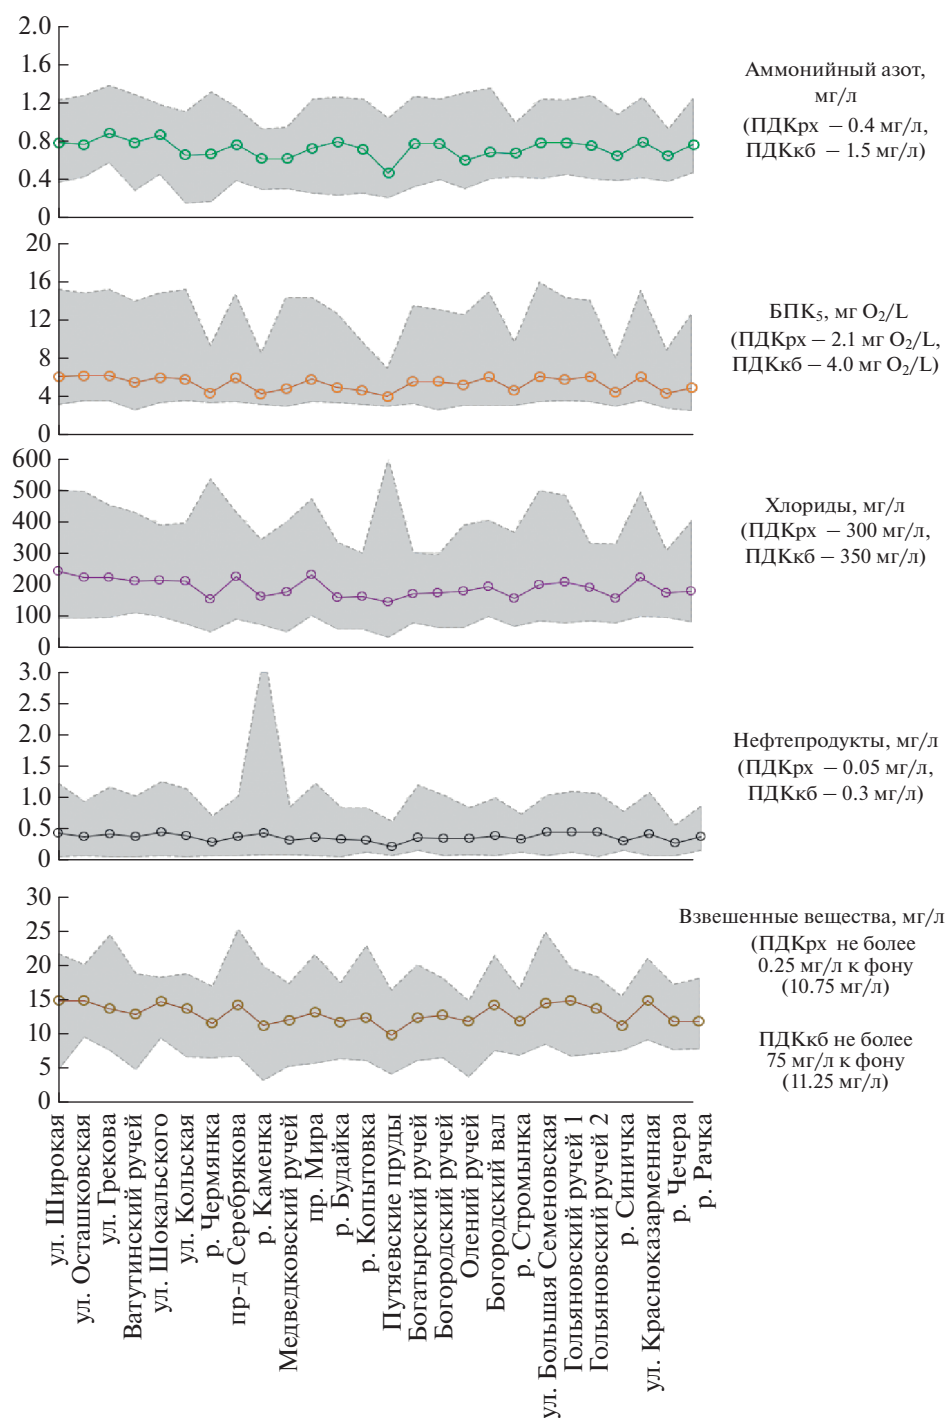 2.0
1.6
1.2
0.8
0.4
0
Аммонийный азот,
мг/л
(ПДКрх – 0.4 мг/л,
ПДКкб – 1.5 мг/л)
20
16
12
8
4
0
БПК₅, мг O₂/L
(ПДКрх – 2.1 мг O₂/L,
ПДКкб – 4.0 мг O₂/L)
600
500
400
300
200
100
0
Хлориды, мг/л
(ПДКрх – 300 мг/л,
ПДКкб – 350 мг/л)
3.0
2.5
2.0
1.5
1.0
0.5
0
Нефтепродукты, мг/л
(ПДКрх – 0.05 мг/л,
ПДКкб – 0.3 мг/л)
30
25
20
15
10
5
0
Взвешенные вещества, мг/л
(ПДКрх не более
0.25 мг/л к фону
(10.75 мг/л)
ПДКкб не более
75 мг/л к фону
(11.25 мг/л)
ул. Широкая
ул. Осташковская
ул. Грекова
Ватутинский ручей
ул. Шокальского
ул. Кольская
р. Чермянка
пр-д Серебрякова
р. Каменка
Медведковский ручей
пр. Мира
р. Будайка
р. Копытовка
Путяевские пруды
Богатырский ручей
Богородский ручей
Олений ручей
Богородский вал
р. Стромынка
ул. Большая Семеновская
Гольяновский ручей 1
Гольяновский ручей 2
р. Синичка
ул. Красноказарменная
р. Чечера
р. Рачка